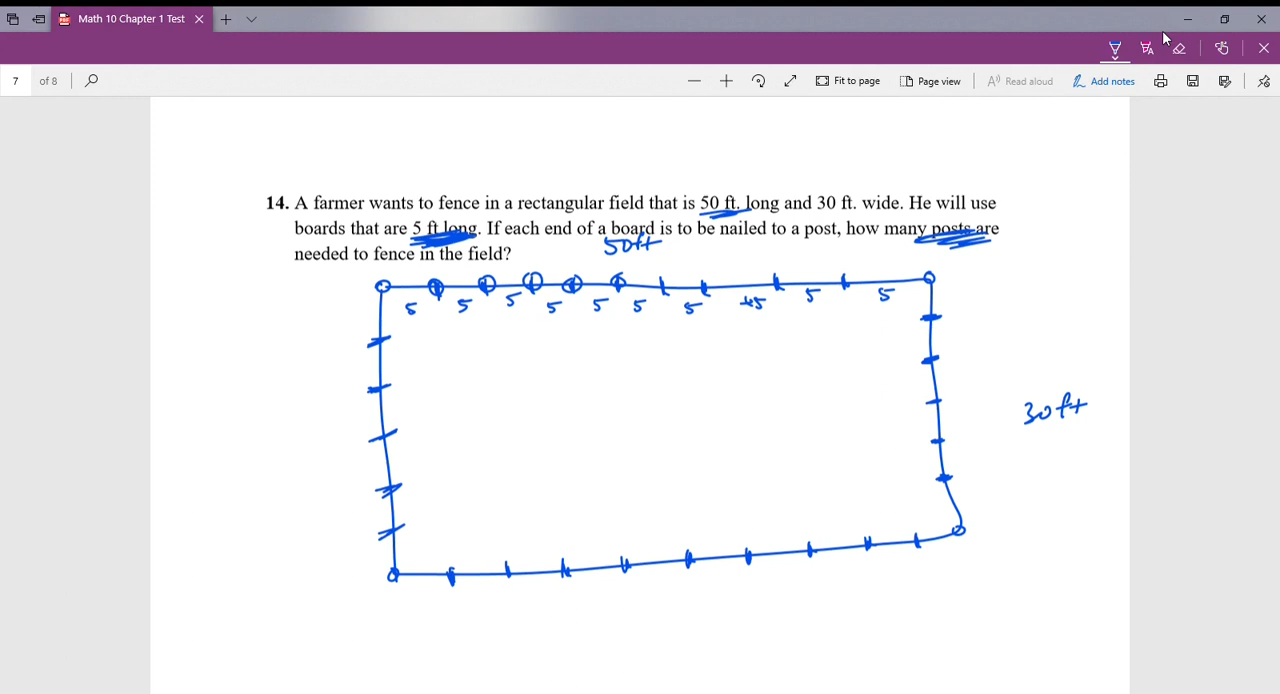 Math 10 Chapter 1 Test
7 of 8
Fit to page
Page view
Read aloud
Add notes
14. A farmer wants to fence in a rectangular field that is 50 ft. long and 30 ft. wide. He will use
boards that are 5 ft long. If each end of a board is to be nailed to a post, how many posts are
needed to fence in the field?
50ft
5 5 5 5 5 5 5 45 5 5
30ft